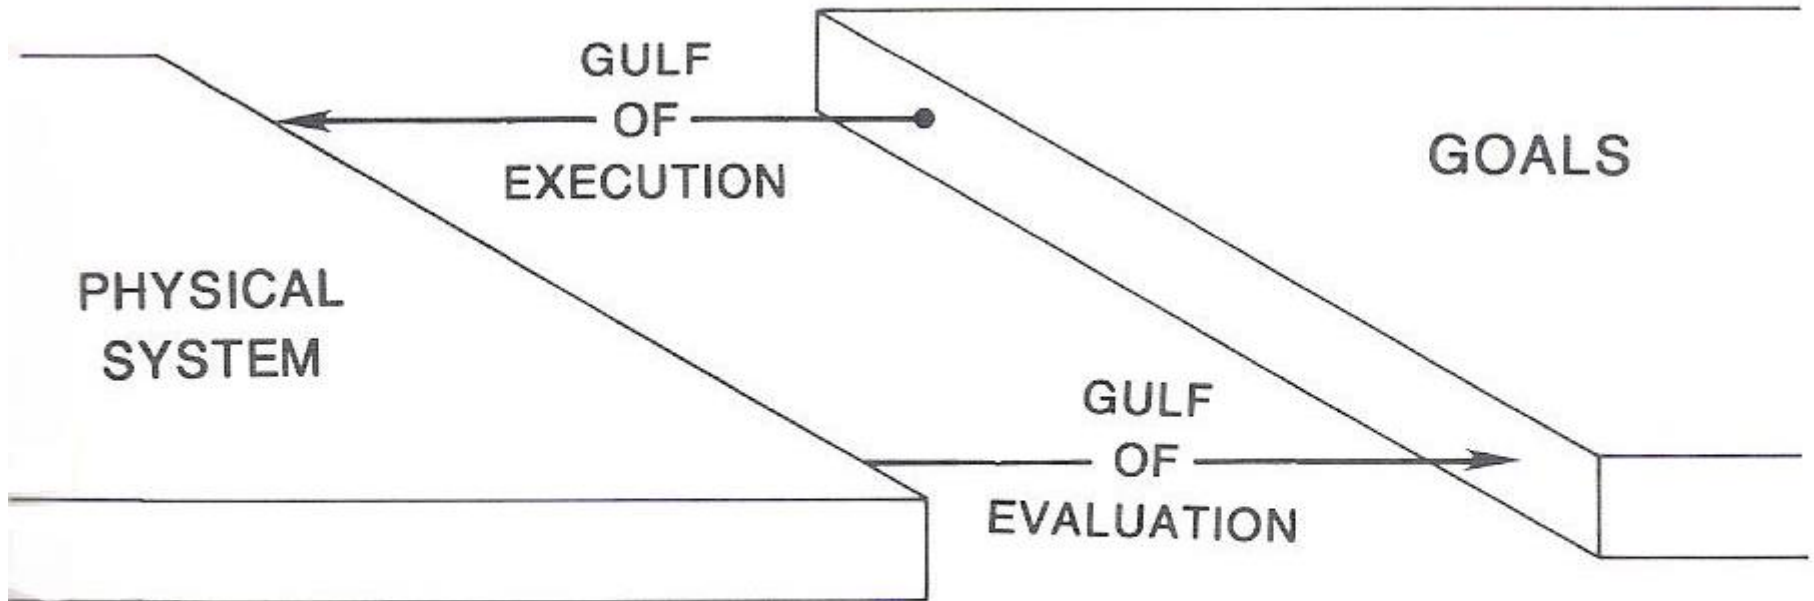 GULF
OF
EXECUTION
GOALS
PHYSICAL
SYSTEM
GULF
OF
EVALUATION